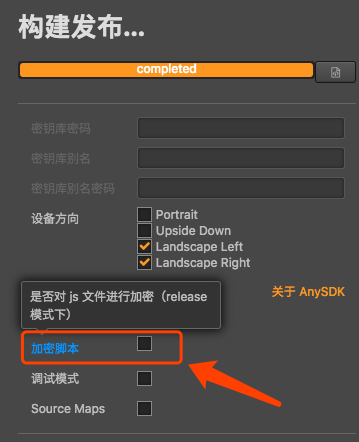 构建发布...
completed
密钥库密码
密钥库别名
密钥库别名密码
设备方向
Portrait
Upside Down
Landscape Left
Landscape Right
是否对 js 文件进行加密（release
模式下）
关于 AnySDK
加密脚本
调试模式
Source Maps